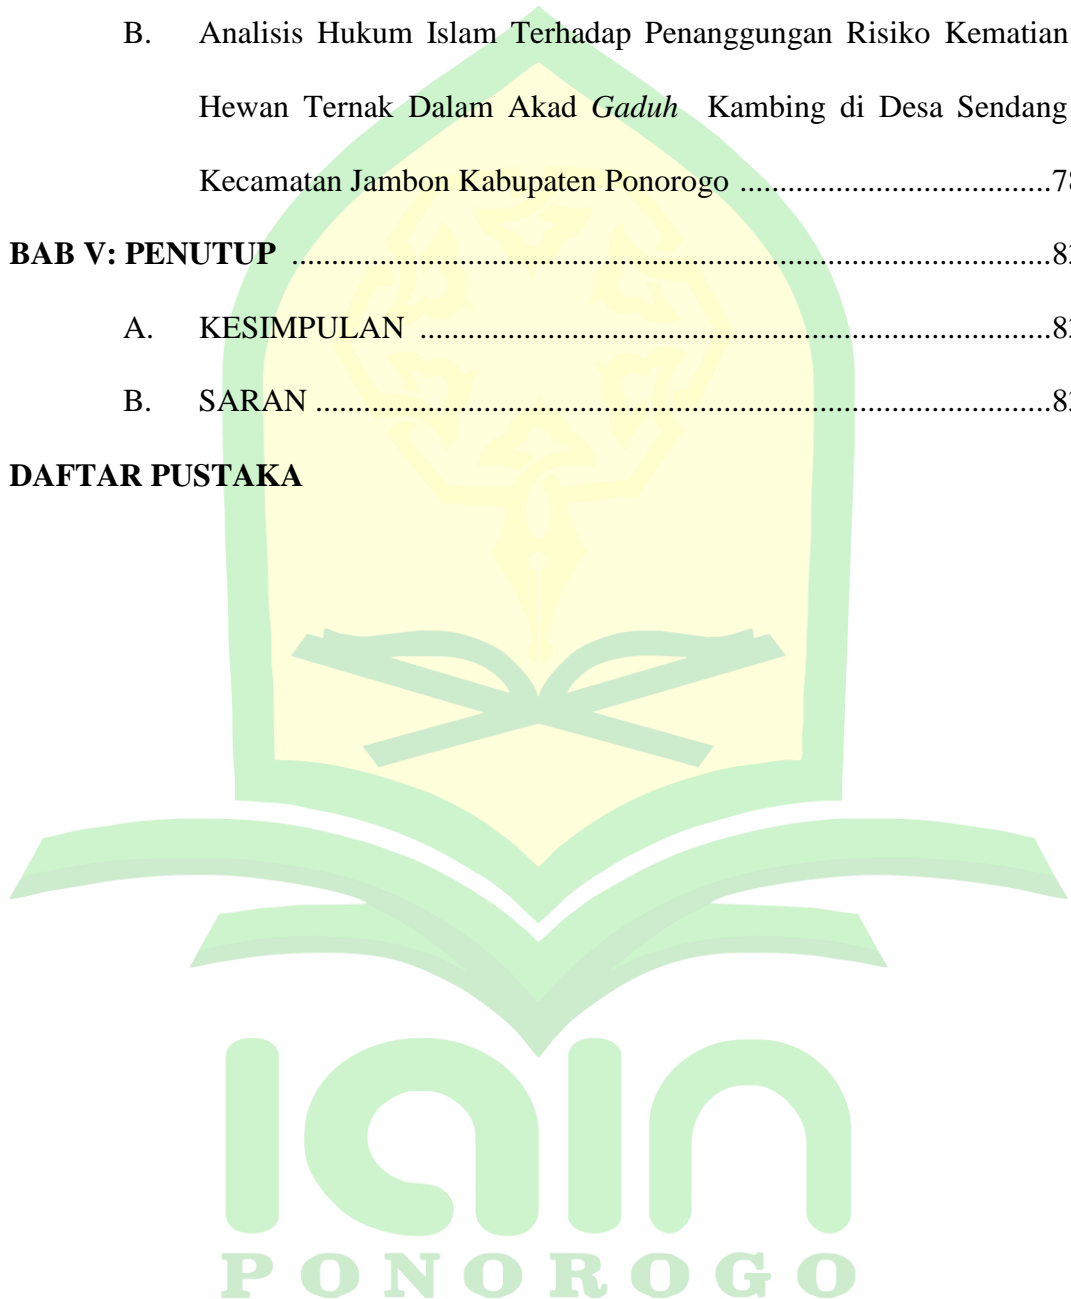 B. Analisis Hukum Islam Terhadap Penanggungan Risiko Kematian
Hewan Ternak Dalam Akad Gaduh Kambing di Desa Sendang
Kecamatan Jambon Kabupaten Ponorogo ...................................
BAB V: PENUTUP .....................................................................................
A. KESIMPULAN .......................................................................
B. SARAN ...................................................................................
DAFTAR PUSTAKA
iain
PONOROGO